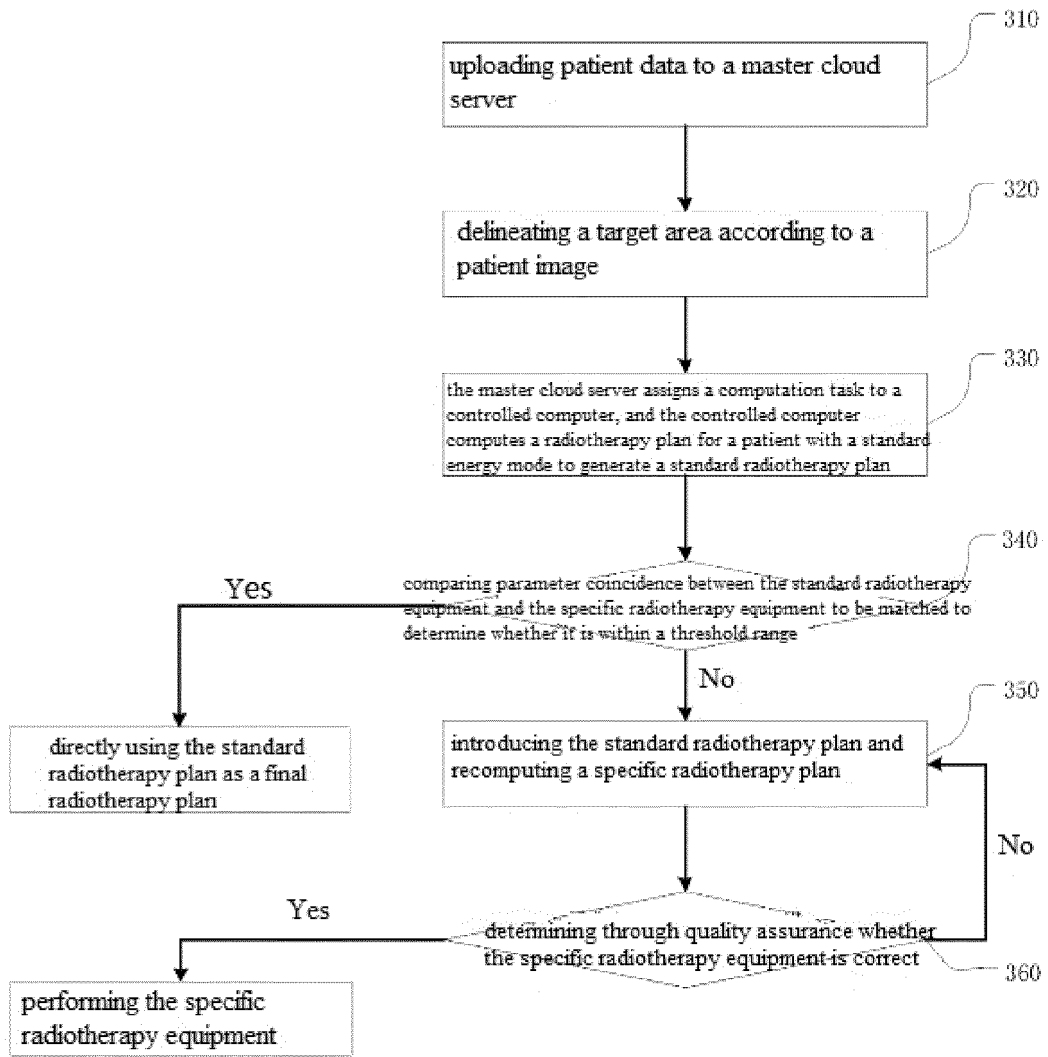 310
uploading patient data to a master cloud
server
320
delineating a target area according to a
patient image
330
the master cloud server assigns a computation task to a
controlled computer, and the controlled computer
computes a radiotherapy plan for a patient with a standard
energy mode to generate a standard radiotherapy plan
340
Yes
comparing parameter coincidence between the standard radiotherapy
equipment and the specific radiotherapy equipment to be matched to
determine whether if is within a threshold range
No
350
directly using the standard
radiotherapy plan as a final
radiotherapy plan
introducing the standard radiotherapy plan and
recomputing a specific radiotherapy plan
No
Yes
determining through quality assurance whether
the specific radiotherapy equipment is correct
360
performing the specific
radiotherapy equipment